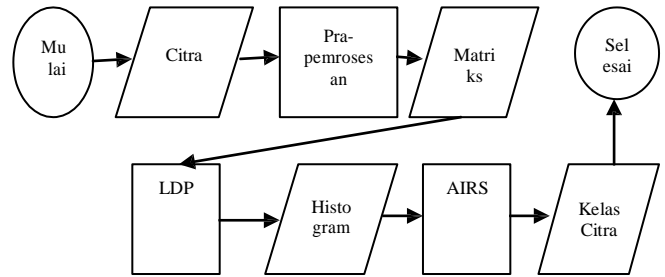 Mu
lai
Citra
Pra-
pemroses
an
Matri
ks
Sel
esai
LDP
Histo
gram
AIRS
Kelas
Citra